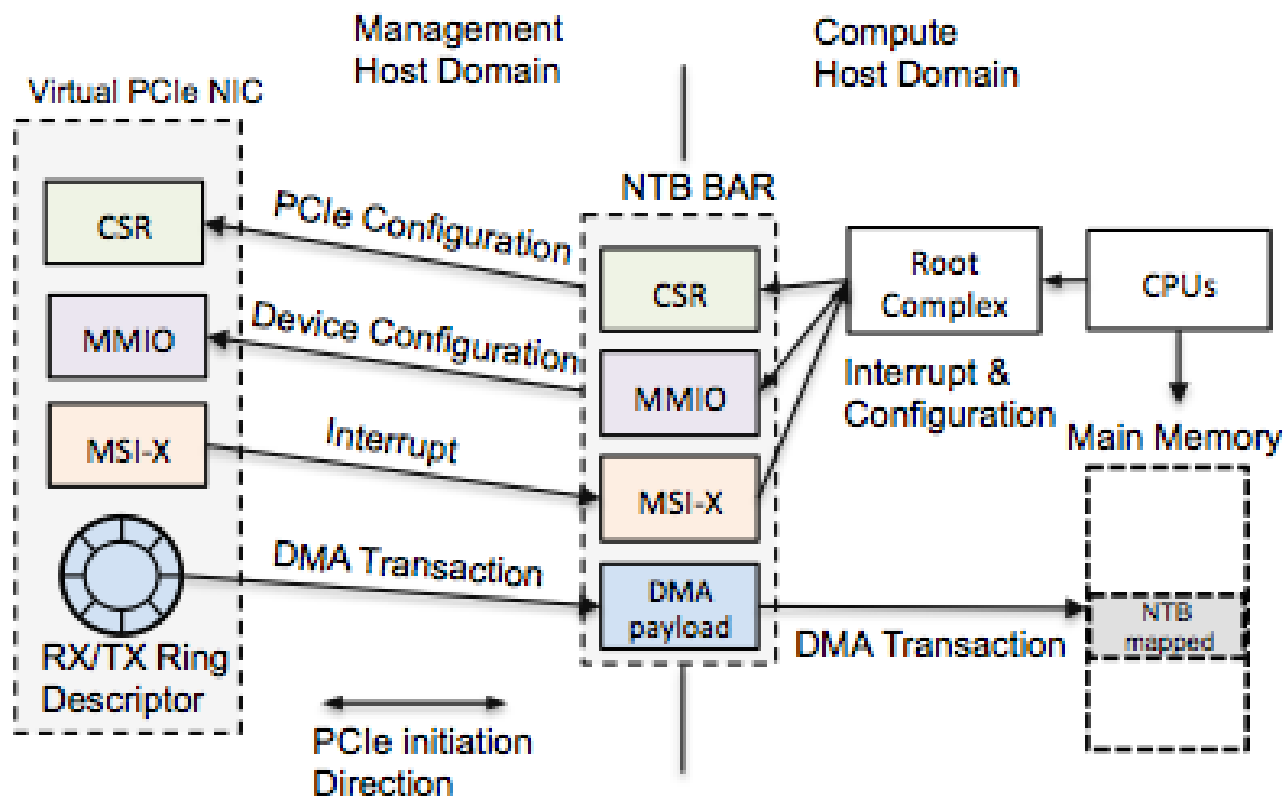 Management
Host Domain
Compute
Host Domain
Virtual PCIe NIC
NTB BAR
CSR
PCIe Configuration
CSR
Root
Complex
CPUs
MMIO
Device Configuration
MMIO
Interrupt &
Configuration
MSI-X
Interrupt
MSI-X
Main Memory
DMA Transaction
DMA
payload
DMA Transaction
NTB
mapped
RX/TX Ring
Descriptor
PCIe initiation
Direction